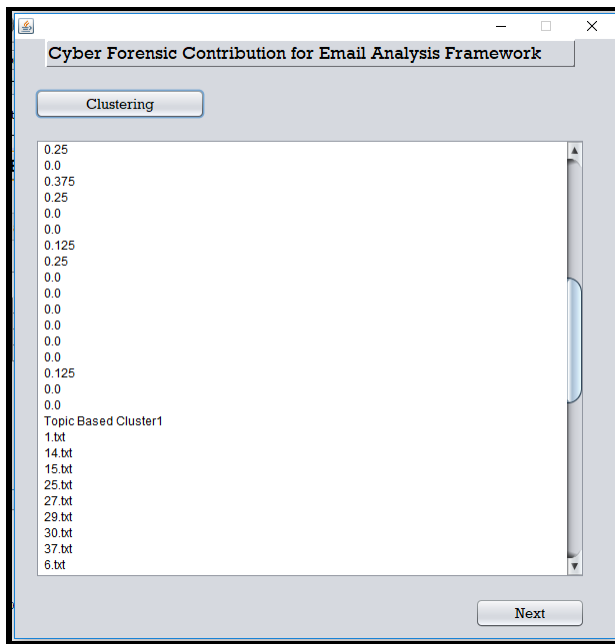 Cyber Forensic Contribution for Email Analysis Framework
Clustering
0.25
0.0
0.375
0.25
0.0
0.0
0.125
0.25
0.0
0.0
0.0
0.0
0.0
0.0
0.125
0.0
0.0
Topic Based Cluster1
1.txt
14.txt
15.txt
25.txt
27.txt
29.txt
30.txt
37.txt
6.txt
Next